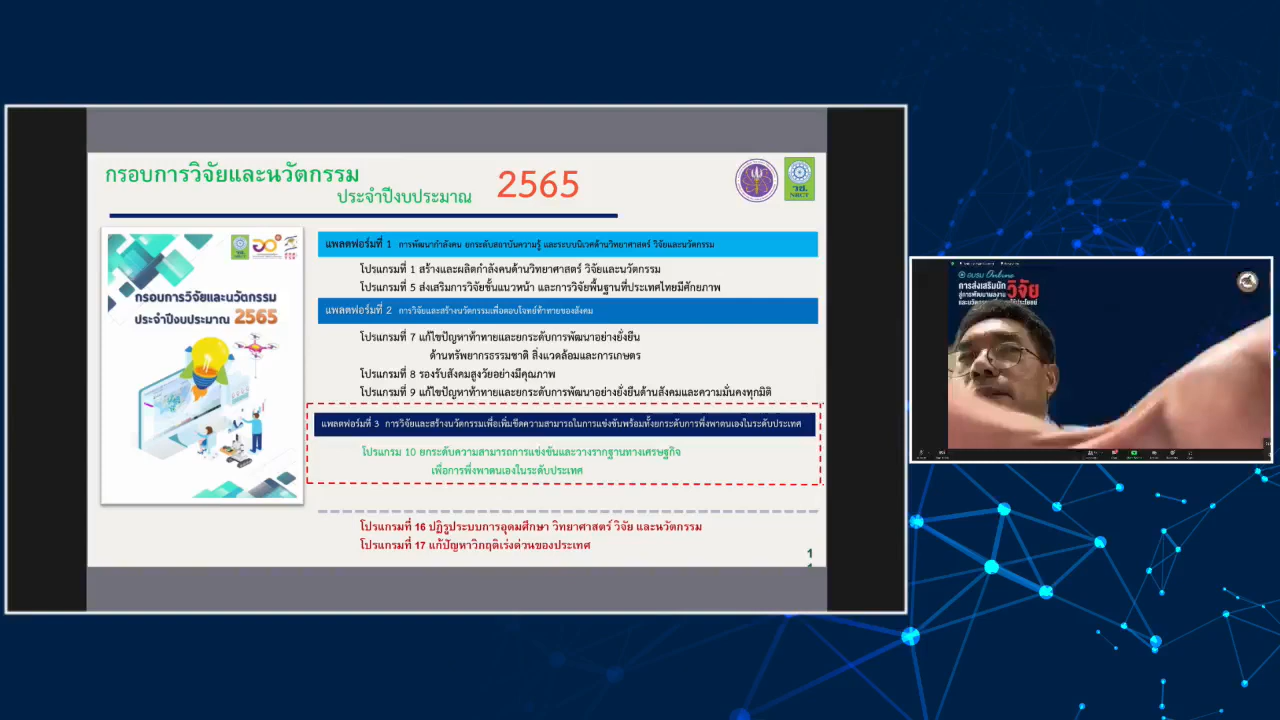 กรอบการวิจัยและนวัตกรรม
ประจำปีงบประมาณ 2565
วช.
NRCT
กรอบการวิจัยและนวัตกรรม
ประจำปีงบประมาณ 2565
แพลตฟอร์มที่ 1 การพัฒนากำลังคน ยกระดับสถาบันความรู้ และระบบนิเวศด้านวิทยาศาสตร์ วิจัยและนวัตกรรม
โปรแกรมที่ 1 สร้างและผลิตกำลังคนด้านวิทยาศาสตร์ วิจัยและนวัตกรรม
โปรแกรมที่ 5 ส่งเสริมการวิจัยขั้นแนวหน้า และการวิจัยพื้นฐานที่ประเทศไทยมีศักยภาพ
แพลตฟอร์มที่ 2 การวิจัยและสร้างนวัตกรรมเพื่อตอบโจทย์ท้าทายของสังคม
โปรแกรมที่ 7 แก้ไขปัญหาท้าทายและยกระดับการพัฒนาอย่างยั่งยืน
ด้านทรัพยากรธรรมชาติ สิ่งแวดล้อมและการเกษตร
โปรแกรมที่ 8 รองรับสังคมสูงวัยอย่างมีคุณภาพ
โปรแกรมที่ 9 แก้ไขปัญหาท้าทายและยกระดับการพัฒนาอย่างยั่งยืนด้านสังคมและความมั่นคงทุกมิติ
แพลตฟอร์มที่ 3 การวิจัยและสร้างนวัตกรรมเพื่อเพิ่มขีดความสามารถในการแข่งขันพร้อมทั้งยกระดับการพึ่งพาตนเองในระดับประเทศ
โปรแกรม 10 ยกระดับความสามารถการแข่งขันและวางรากฐานทางเศรษฐกิจ
เพื่อการพึ่งพาตนเองในระดับประเทศ
โปรแกรมที่ 16 ปฏิรูประบบการอุดมศึกษา วิทยาศาสตร์ วิจัย และนวัตกรรม
โปรแกรมที่ 17 แก้ปัญหาวิกฤติเร่งด่วนของประเทศ
1
อบรม Online
การส่งเสริมนักวิจัย
สู่การพัฒนาผลงาน